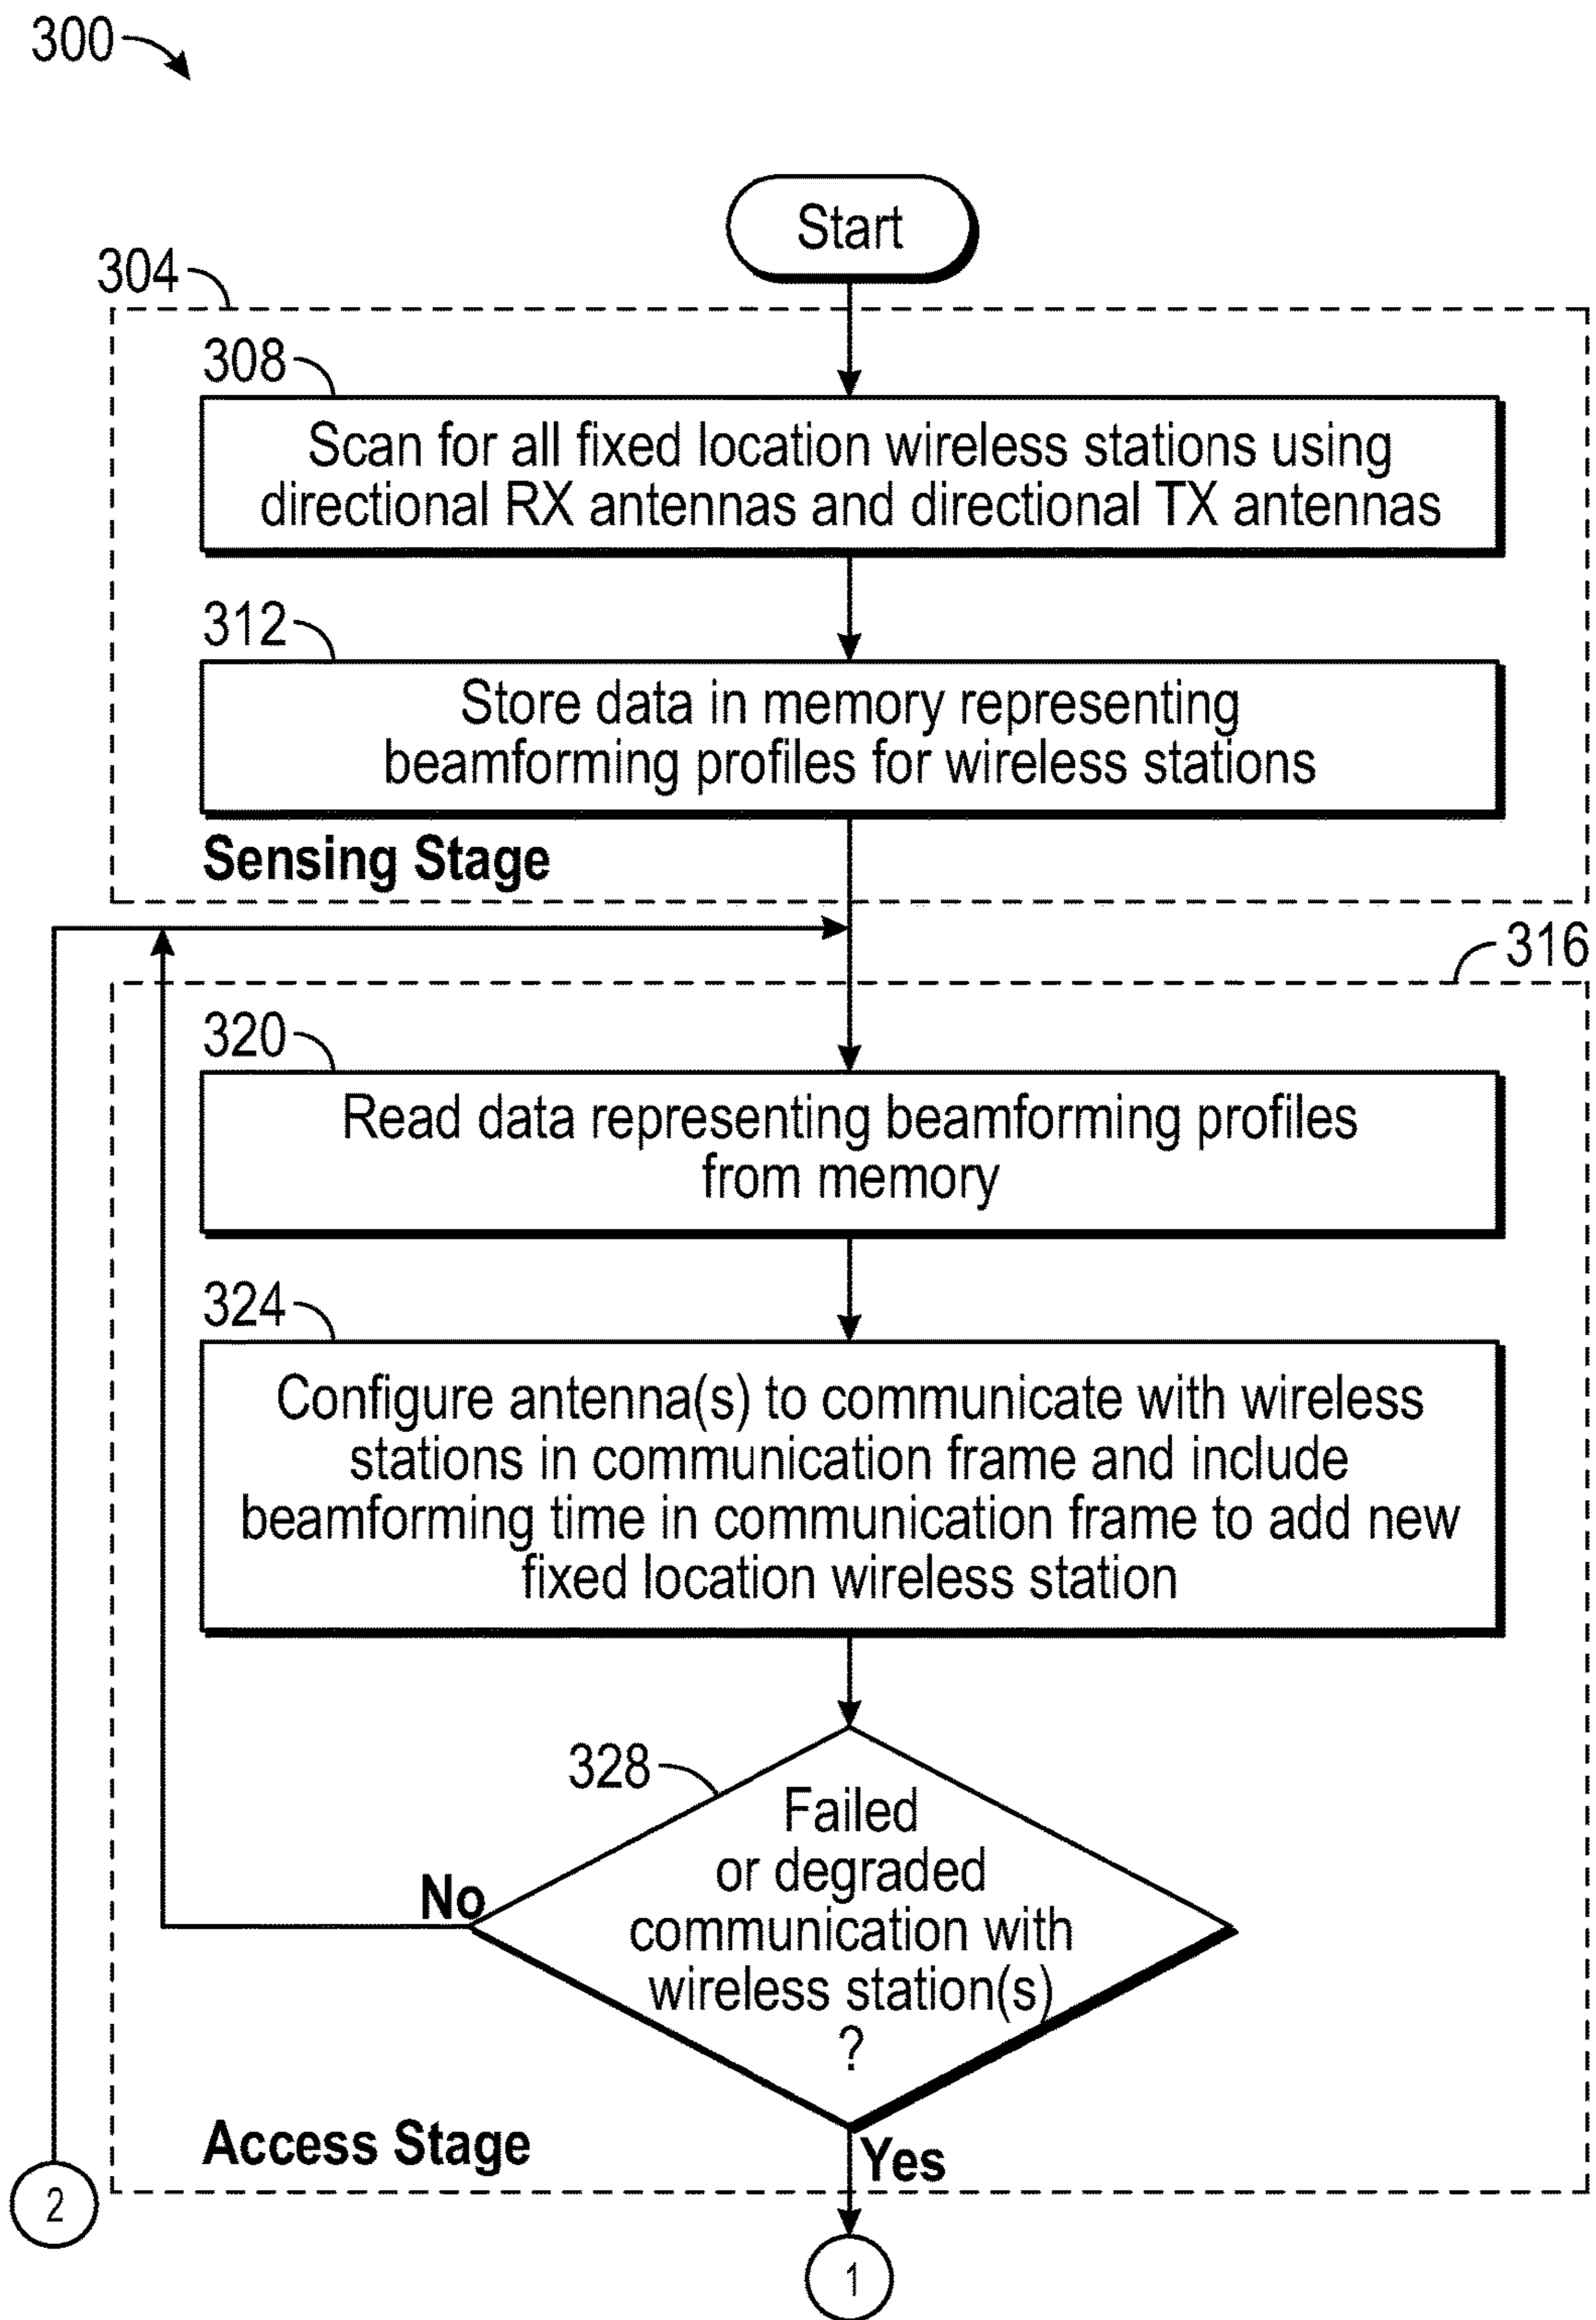 300
Start
304
308
Scan for all fixed location wireless stations using
directional RX antennas and directional TX antennas
312
Store data in memory representing
beamforming profiles for wireless stations
Sensing Stage
316
320
Read data representing beamforming profiles
from memory
324
Configure antenna(s) to communicate with wireless
stations in communication frame and include
beamforming time in communication frame to add new
fixed location wireless station
328
Failed
or degraded
communication with
wireless station(s)
?
No
Access Stage
Yes
2
1